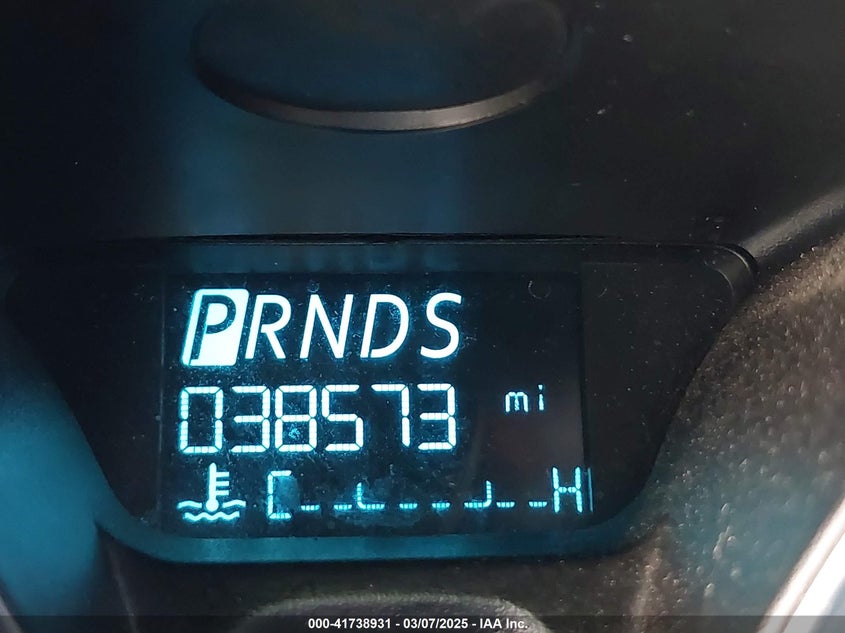 PRNDS
038573 mi
C H
000-41738931 - 03/07/2025 - IAA Inc.